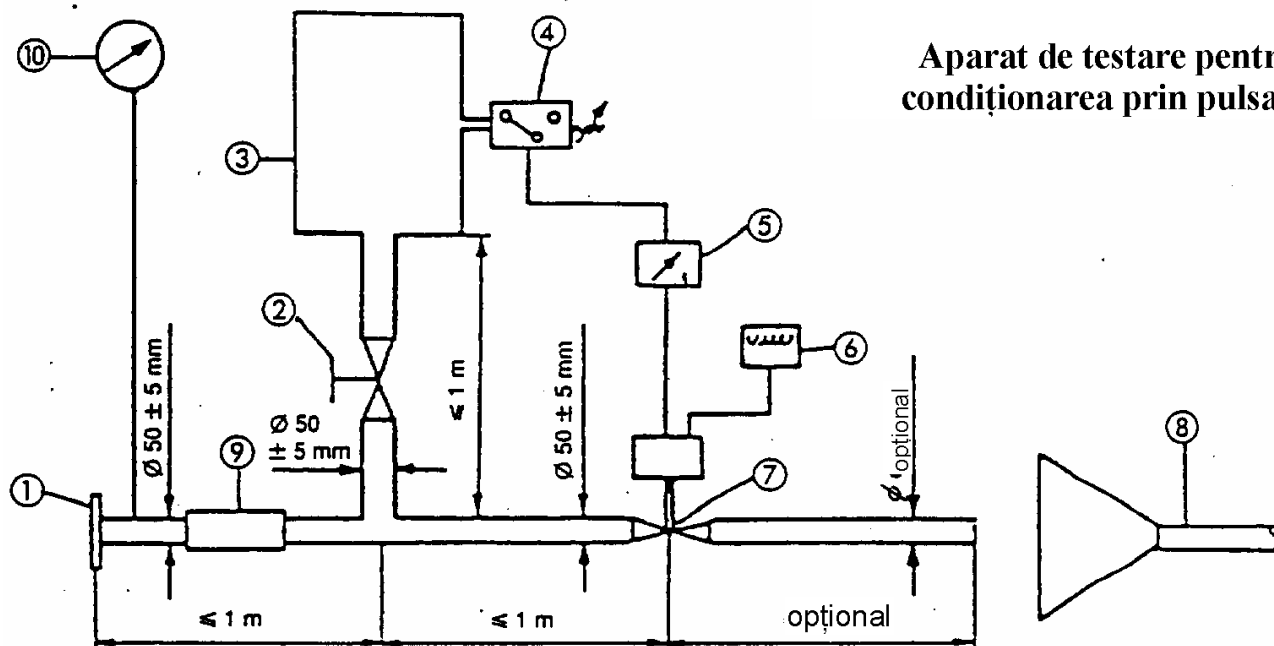 Aparat de testare pentr
condiționarea prin pulsa
10
4
3
5
2
6
Ø 50 ± 5 mm
Ø 50
± 5 mm
≤ 1 m
Ø 50 ± 5 mm
optional
9
7
8
1
≤ 1 m
≤ 1 m
opțional